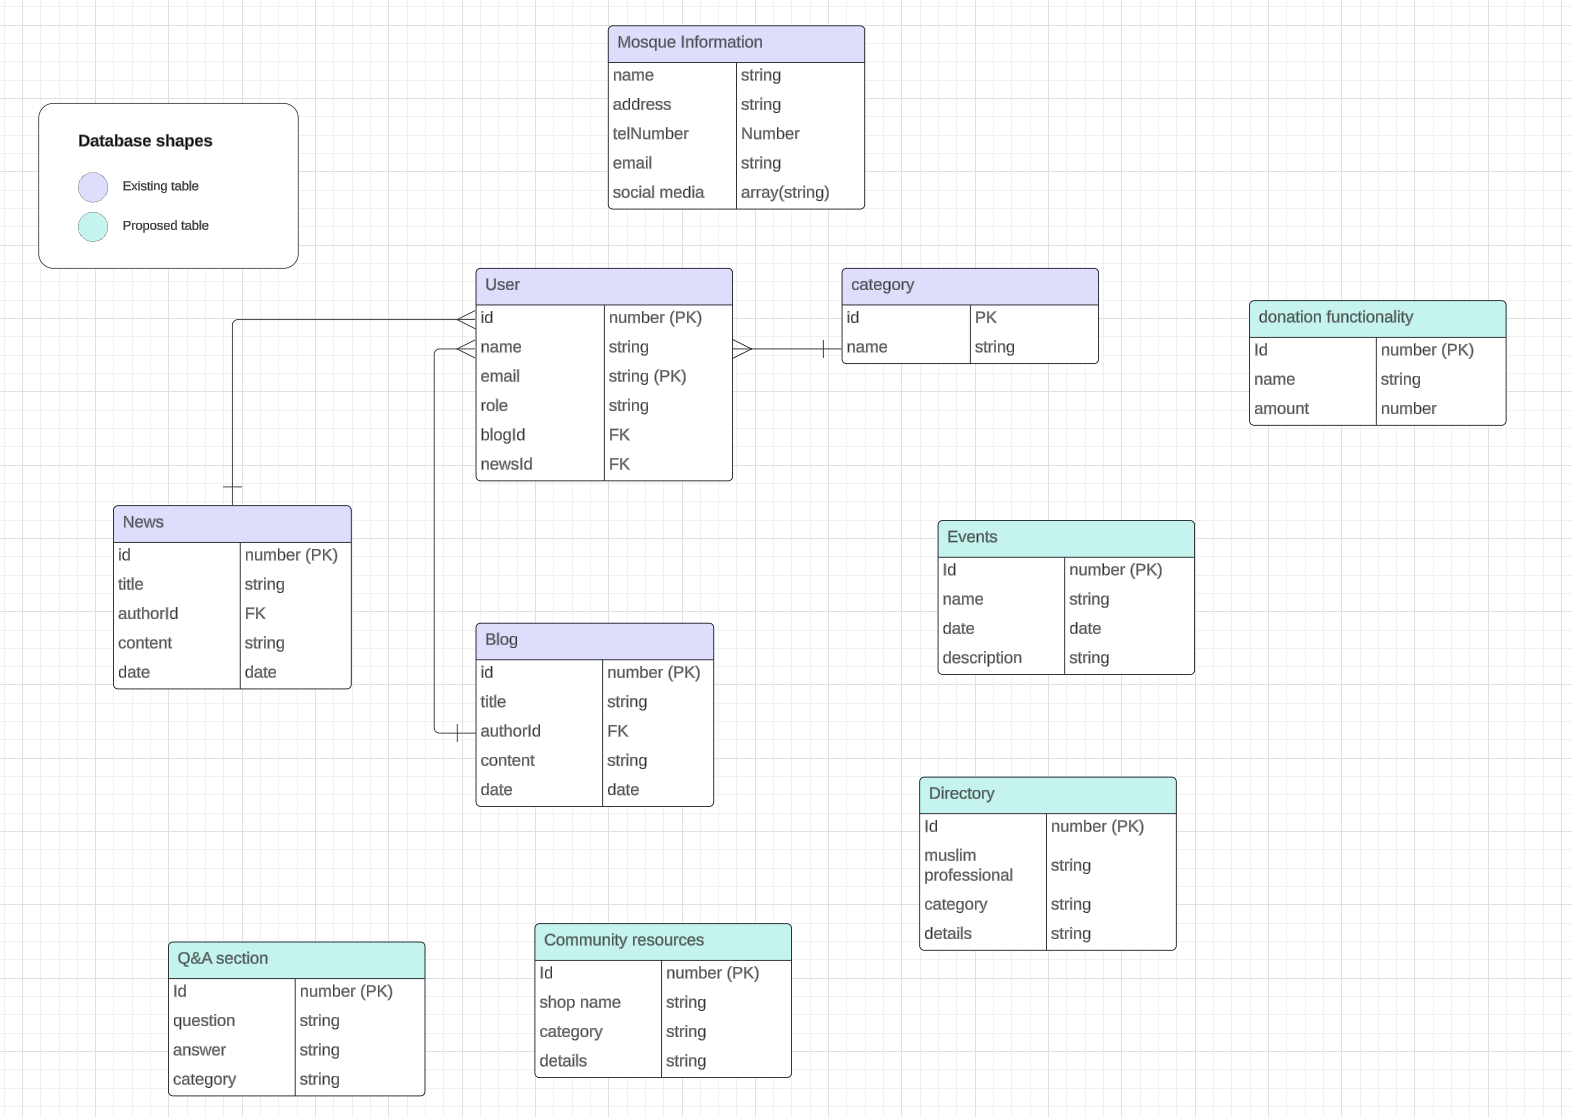 Mosque Information
name string
address string
telNumber Number
email string
social media array(string)
Database shapes
Existing table
Proposed table
User
id number (PK)
name string
email string (PK)
role string
blogId FK
newsId FK
category
id PK
name string
donation functionality
Id number (PK)
name string
amount number
News
id number (PK)
title string
authorId FK
content string
date date
Events
Id number (PK)
name string
date date
description string
Blog
id number (PK)
title string
authorId FK
content string
date date
Directory
Id number (PK)
muslim
professional string
category string
details string
Q&A section
Id number (PK)
question string
answer string
category string
Community resources
Id number (PK)
shop name string
category string
details string